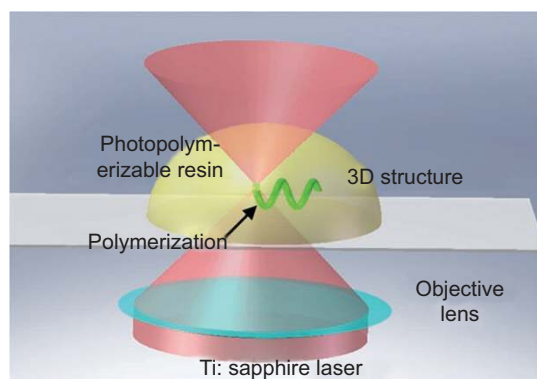 Photopolym-
erizable resin
3D structure
Polymerization
Objective
lens
Ti: sapphire laser